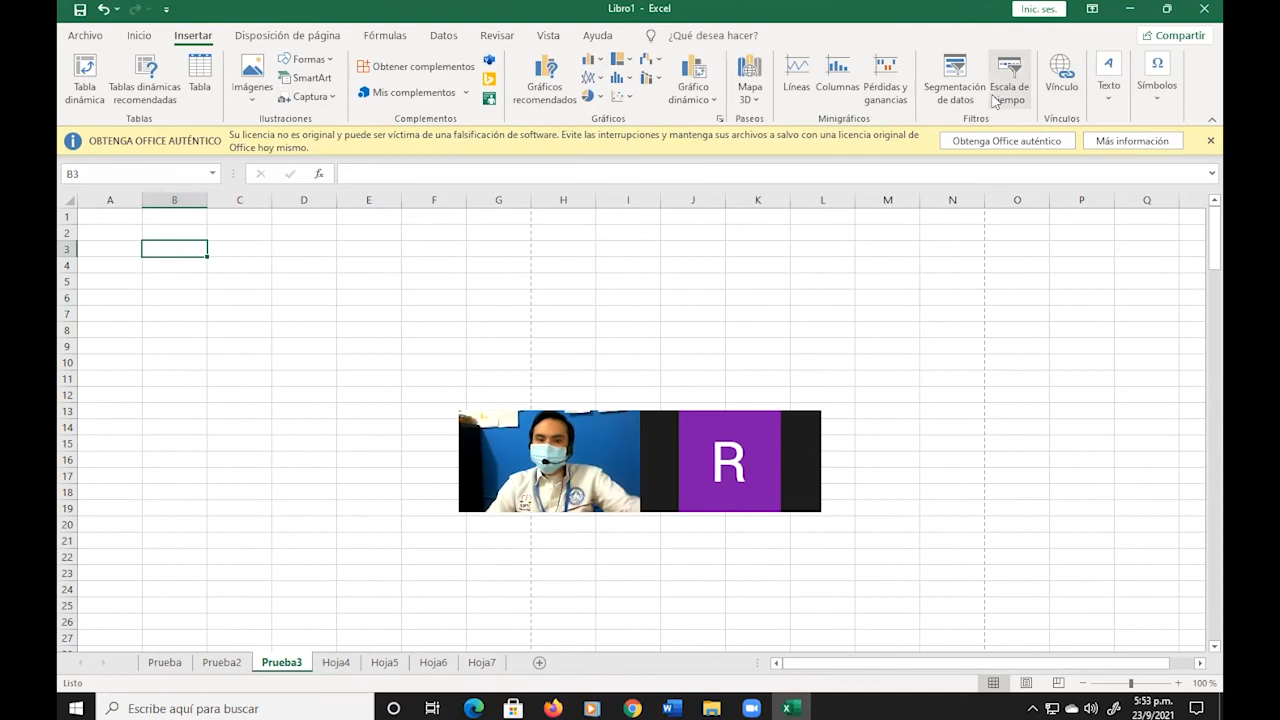 Libro1 - Excel
Inic. ses.
Archivo Inicio Insertar Disposición de página Fórmulas Datos Revisar Vista Ayuda ¿Qué desea hacer? Compartir
Tabla dinámica
Tablas dinámicas recomendadas
Tabla
Tablas
Imágenes
Formas
SmartArt
Captura
Ilustraciones
Obtener complementos
Mis complementos
Complementos
Gráficos recomendados
Gráfico dinámico
Gráficos
Mapa 3D
Paseos
Líneas
Columnas
Pérdidas y ganancias
Minigráficos
Segmentación de datos
Escala de tiempo
Filtros
Vínculo
Vínculos
Texto
Símbolos
OBTENGA OFFICE AUTÉNTICO
Su licencia no es original y puede ser víctima de una falsificación de software. Evite las interrupciones y mantenga sus archivos a salvo con una licencia original de
Office hoy mismo.
Obtenga Office auténtico
Más información
B3
fx
A B C D E F G H I J K L M N O P Q
1
2
3
4
5
6
7
8
9
10
11
12
13
14
15
16
17
18
19
20
21
22
23
24
25
26
27
R
Prueba Prueba2 Prueba3 Hoja4 Hoja5 Hoja6 Hoja7
Listo
100 %
Escribe aquí para buscar
5:53 p.m.
23/9/2021